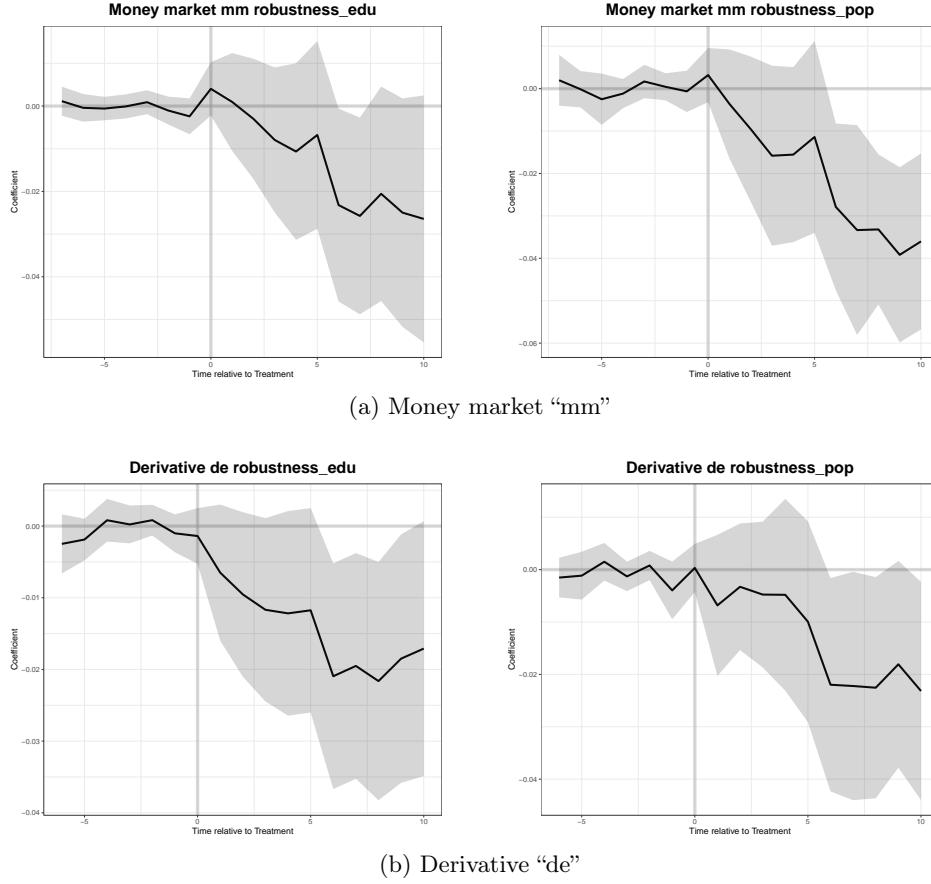 Money market mm robustness_edu
Coefficient
0.00
−0.02
−0.04
−5
0
5
10
Time relative to Treatment
Money market mm robustness_pop
Coefficient
0.00
−0.02
−0.04
−0.06
−5
0
5
10
Time relative to Treatment
(a) Money market “mm”
Derivative de robustness_edu
Coefficient
0.00
−0.01
−0.02
−0.03
−0.04
−5
0
5
10
Time relative to Treatment
Derivative de robustness_pop
Coefficient
0.00
−0.02
−0.04
−5
0
5
10
Time relative to Treatment
(b) Derivative “de”